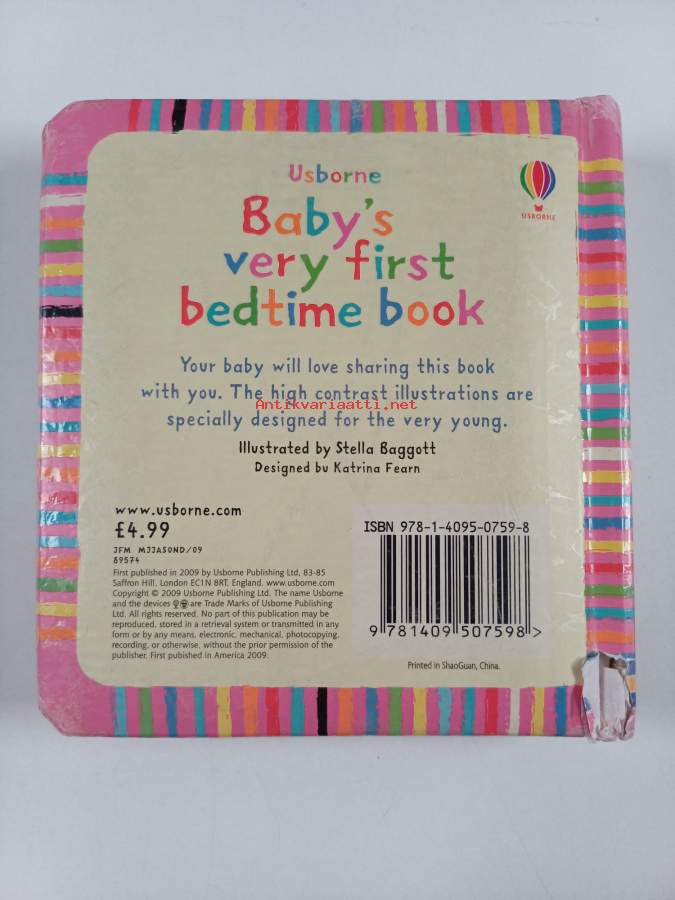 Usborne
USBORNE
Baby's
very first
bedtime book
Your baby will love sharing this book
with you. The high contrast illustrations are
Antikvariaatti.net
specially designed for the very young.
Illustrated by Stella Baggott
Designed by Katrina Fearn
www.usborne.com
£4.99
JFM MJJASOND/09
89574
First published in 2009 by Usborne Publishing Ltd, 83-85
Saffron Hill, London EC1N 8RT, England, www.usborne.com
Copyright © 2009 Usborne Publishing Ltd. The name Usborne
and the devices are Trade Marks of Usborne Publishing
Ltd. All rights reserved. No part of this publication may be
reproduced, stored in a retrieval system or transmitted in any
form or by any means, electronic, mechanical, photocopying,
recording, or otherwise, without the prior permission of the
publisher. First pubished in America 2009.
ISBN 978-1-4095-0759-8
9 781409 507598 >
Printed in ShaoGuan, China.